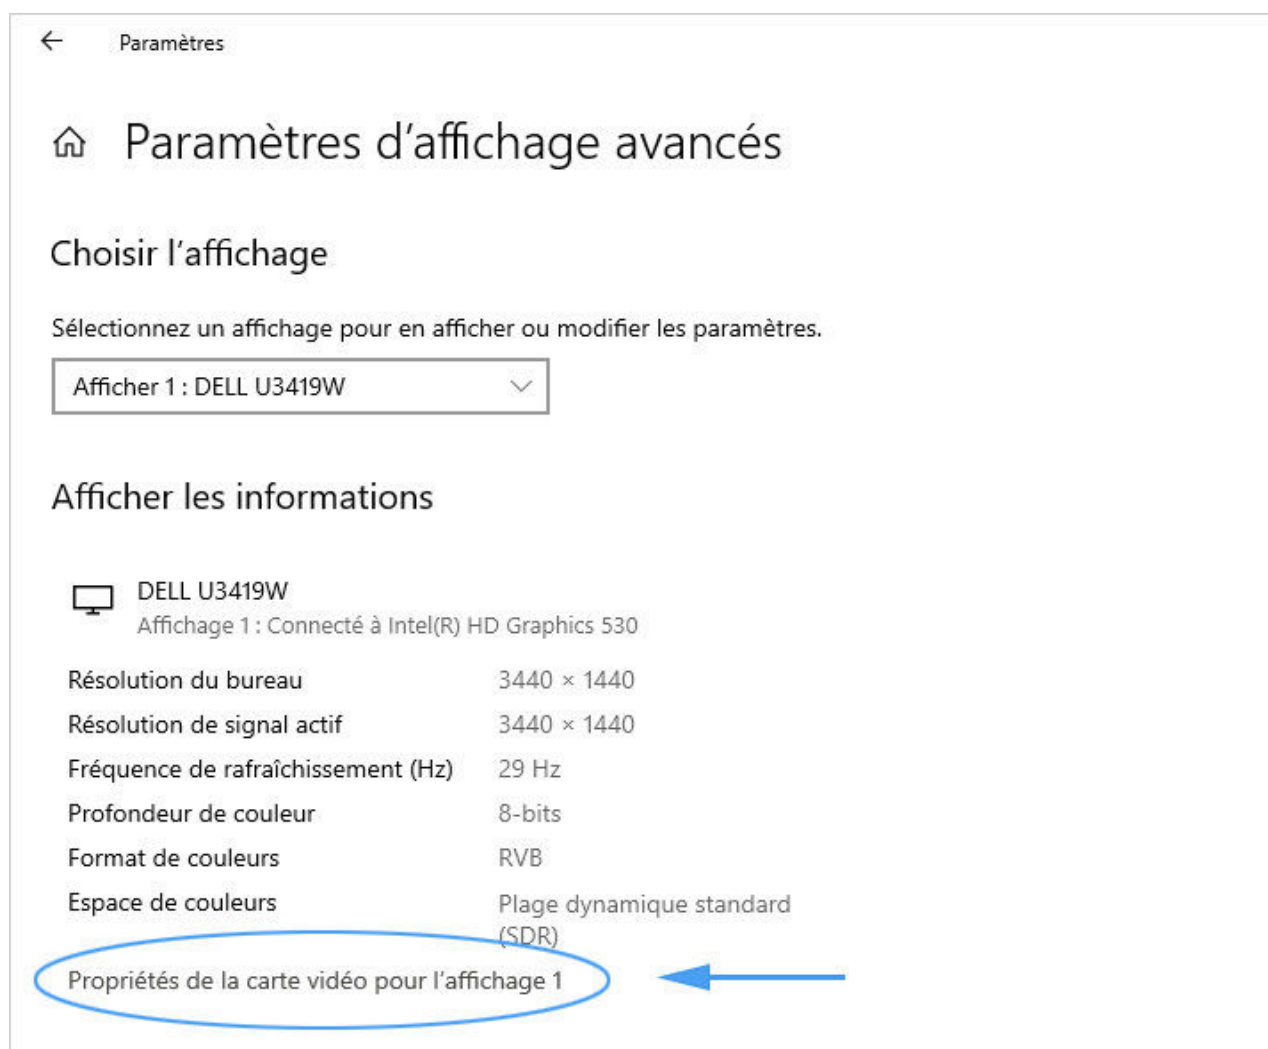 Paramètres
Paramètres d’affichage avancés
Choisir l’affichage
Sélectionnez un affichage pour en afficher ou modifier les paramètres.
Afficher 1 : DELL U3419W
Afficher les informations
DELL U3419W
Affichage 1 : Connecté à Intel(R) HD Graphics 530
Résolution du bureau 3440 × 1440
Résolution de signal actif 3440 × 1440
Fréquence de rafraîchissement (Hz) 29 Hz
Profondeur de couleur 8-bits
Format de couleurs RVB
Espace de couleurs Plage dynamique standard
(SDR)
Propriétés de la carte vidéo pour l’affichage 1